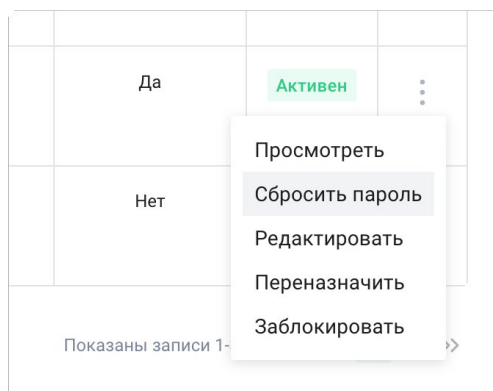 Да
Активен
Просмотреть
Нет
Сбросить пароль
Редактировать
Переназначить
Заблокировать
Показаны записи 1-